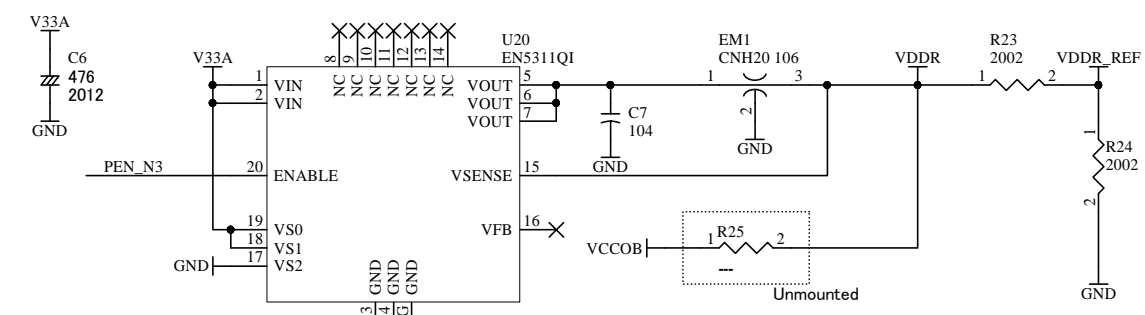 V33A
C6
476
2012
GND
V33A
8
9
10
11
12
13
14
NC
NC
NC
NC
NC
NC
NC
U20
EN5311QI
1
VIN
2
VIN
PEN_N3
20
ENABLE
19
VS0
18
VS1
GND
17
VS2
VOUT
5
VOUT
6
VOUT
7
VSENSE
15
VFB
16
GND
GND
GND
3
4
G
C7
104
GND
EM1
CNH20 106
1
3
2
GND
VDDR
R23
2002
1
2
VDDR_REF
1
R24
2002
2
GND
VCCOB
1
R25
2
---
Unmounted